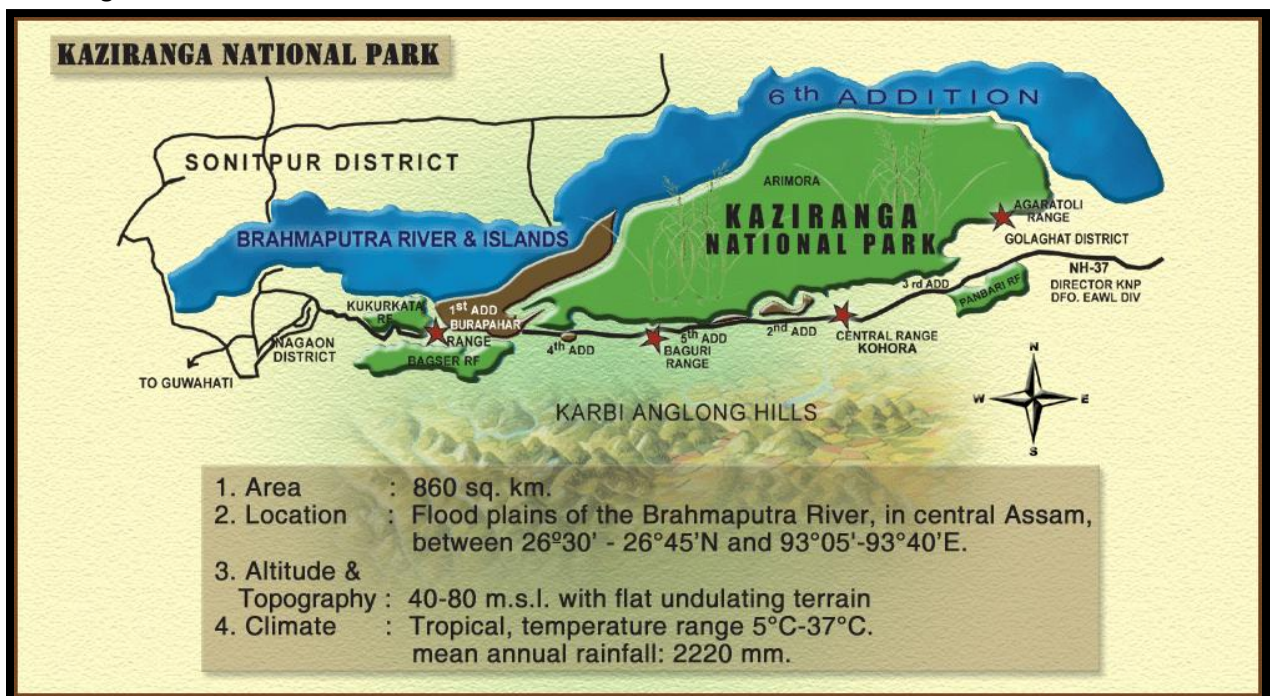 KAZIRANGA NATIONAL PARK
6th ADDITION
SONITPUR DISTRICT
ARIMORA
KAZIRANGA
NATIONAL PARK
AGARATOLI
RANGE
BRAHMAPUTRA RIVER & ISLANDS
GOLAGHAT DISTRICT
NH-37
DIRECTOR KNP
DFO. EAWL DIV
3rd ADD
PANBARI RF
KUKURKATA
RF
1st ADD
BURAPAHAR
RANGE
NAGAON
DISTRICT
BAGSER RF
4th ADD
BAGURI
RANGE
5th ADD
2nd ADD
CENTRAL RANGE
KOHORA
TO GUWAHATI
KARBI ANGLONG HILLS
N
W
E
S
1. Area : 860 sq. km.
2. Location : Flood plains of the Brahmaputra River, in central Assam,
between 26º30' - 26°45'N and 93°05'-93°40'E.
3. Altitude &
Topography : 40-80 m.s.l. with flat undulating terrain
4. Climate : Tropical, temperature range 5°C-37°C.
mean annual rainfall: 2220 mm.